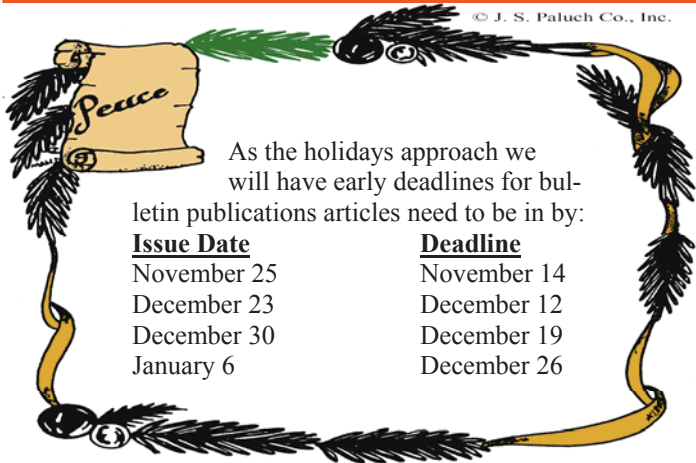 © J. S. Paluch Co., Inc.
Peace
As the holidays approach we
will have early deadlines for bul-
letin publications articles need to be in by:
Issue Date Deadline
November 25 November 14
December 23 December 12
December 30 December 19
January 6 December 26